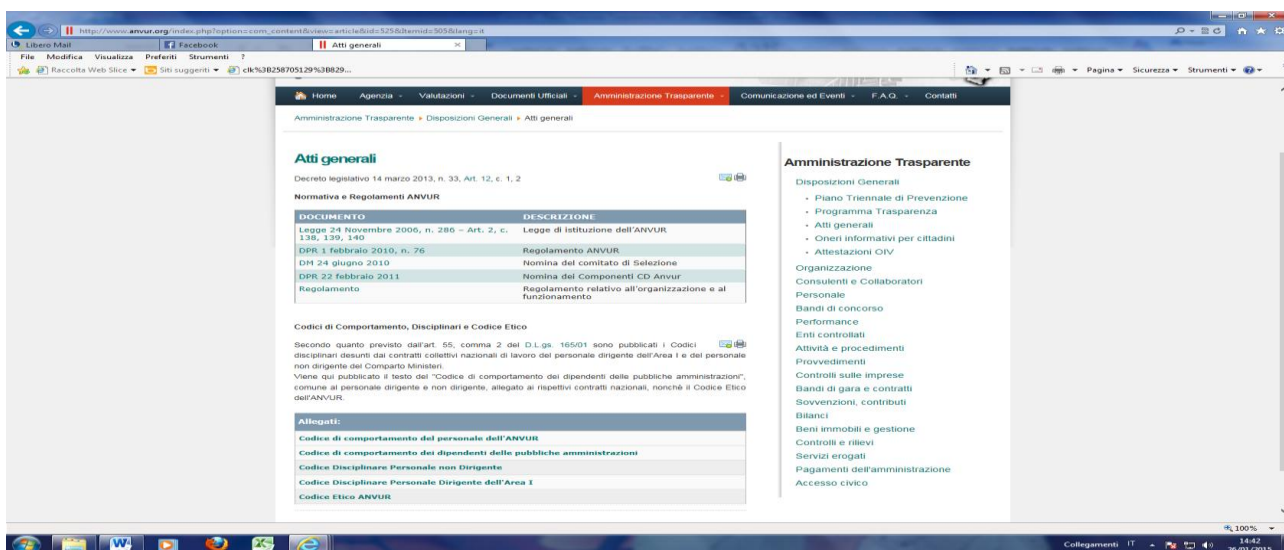 http://www.anvur.org/index.php?option=com_content&view=article&id=525&Itemid=505&lang=it
Libero Mail
Facebook
Atti generali
File Modifica Visualizza Preferiti Strumenti ?
Raccolta Web Slice
Siti suggeriti
clk%3B258705129%3B829...
Pagina
Sicurezza
Strumenti
Home
Agenzia
Valutazioni
Documenti Ufficiali
Amministrazione Trasparente
Comunicazione ed Eventi
F.A.Q.
Contatti
Amministrazione Trasparente
Disposizioni Generali
Atti generali
Atti generali
Decreto legislativo 14 marzo 2013, n. 33, Art. 12, c. 1, 2
Normativa e Regolamenti ANVUR
DOCUMENTO DESCRIZIONE
Legge 24 Novembre 2006, n. 286 – Art. 2, c. Legge di istituzione dell'ANVUR
138, 139, 140
DPR 1 febbraio 2010, n. 76 Regolamento ANVUR
DM 24 giugno 2010 Nomina del comitato di Selezione
DPR 22 febbraio 2011 Nomina dei Componenti CD Anvur
Regolamento Regolamento relativo all'organizzazione e al
funzionamento
Codici di Comportamento, Disciplinari e Codice Etico
Secondo quanto previsto dall'art. 55, comma 2 del D.L.gs. 165/01 sono pubblicati i Codici
disciplinari desunti dai contratti collettivi nazionali di lavoro del personale dirigente dell'Area I e del personale
non dirigente del Comparto Ministeri.
Viene qui pubblicato il testo del "Codice di comportamento dei dipendenti delle pubbliche amministrazioni",
comune al personale dirigente e non dirigente, allegato ai rispettivi contratti nazionali, nonchè il Codice Etico
dell'ANVUR.
Allegati:
Codice di comportamento del personale dell'ANVUR
Codice di comportamento dei dipendenti delle pubbliche amministrazioni
Codice Disciplinare Personale non Dirigente
Codice Disciplinare Personale Dirigente dell'Area I
Codice Etico ANVUR
Amministrazione Trasparente
Disposizioni Generali
Piano Triennale di Prevenzione
Programma Trasparenza
Atti generali
Oneri informativi per cittadini
Attestazioni OIV
Organizzazione
Consulenti e Collaboratori
Personale
Bandi di concorso
Performance
Enti controllati
Attività e procedimenti
Provvedimenti
Controlli sulle imprese
Bandi di gara e contratti
Sovvenzioni, contributi
Bilanci
Beni immobili e gestione
Controlli e rilievi
Servizi erogati
Pagamenti dell'amministrazione
Accesso civico
100%
Collegamenti
IT
14:42
26/01/2015